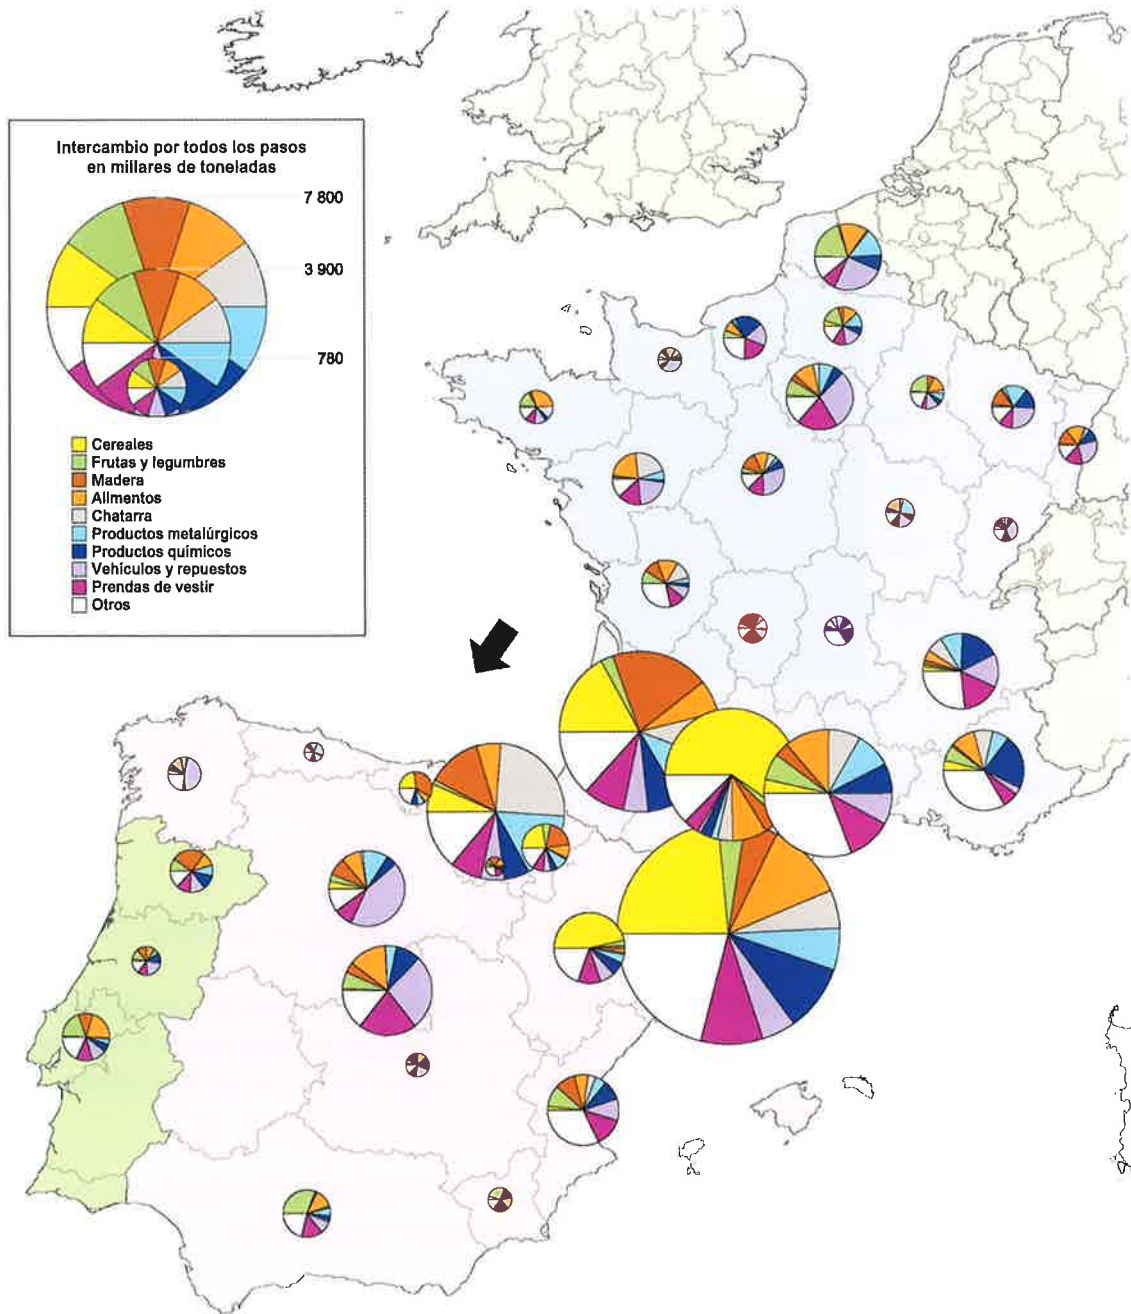 Intercambio por todos los pasos
en millares de toneladas
7 800
3 900
780
Cereales
Frutas y legumbres
Madera
Alimentos
Chatarra
Productos metalúrgicos
Productos químicos
Vehículos y repuestos
Prendas de vestir
Otros